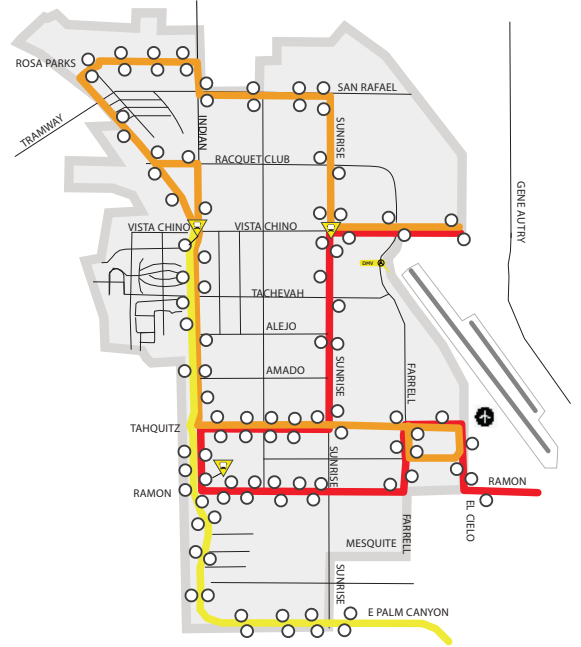 ROSA PARKS
SAN RAFAEL
TRAMWAY
INDIAN
SUNRISE
RACQUET CLUB
GENE AUTRY
VISTA CHINO
VISTA CHINO
DMV
TACHEVAH
ALEJO
SUNRISE
AMADO
FARRELL
TAHQUITZ
SUNRISE
RAMON
RAMON
EL CIELO
FARRELL
MESQUITE
SUNRISE
E PALM CANYON